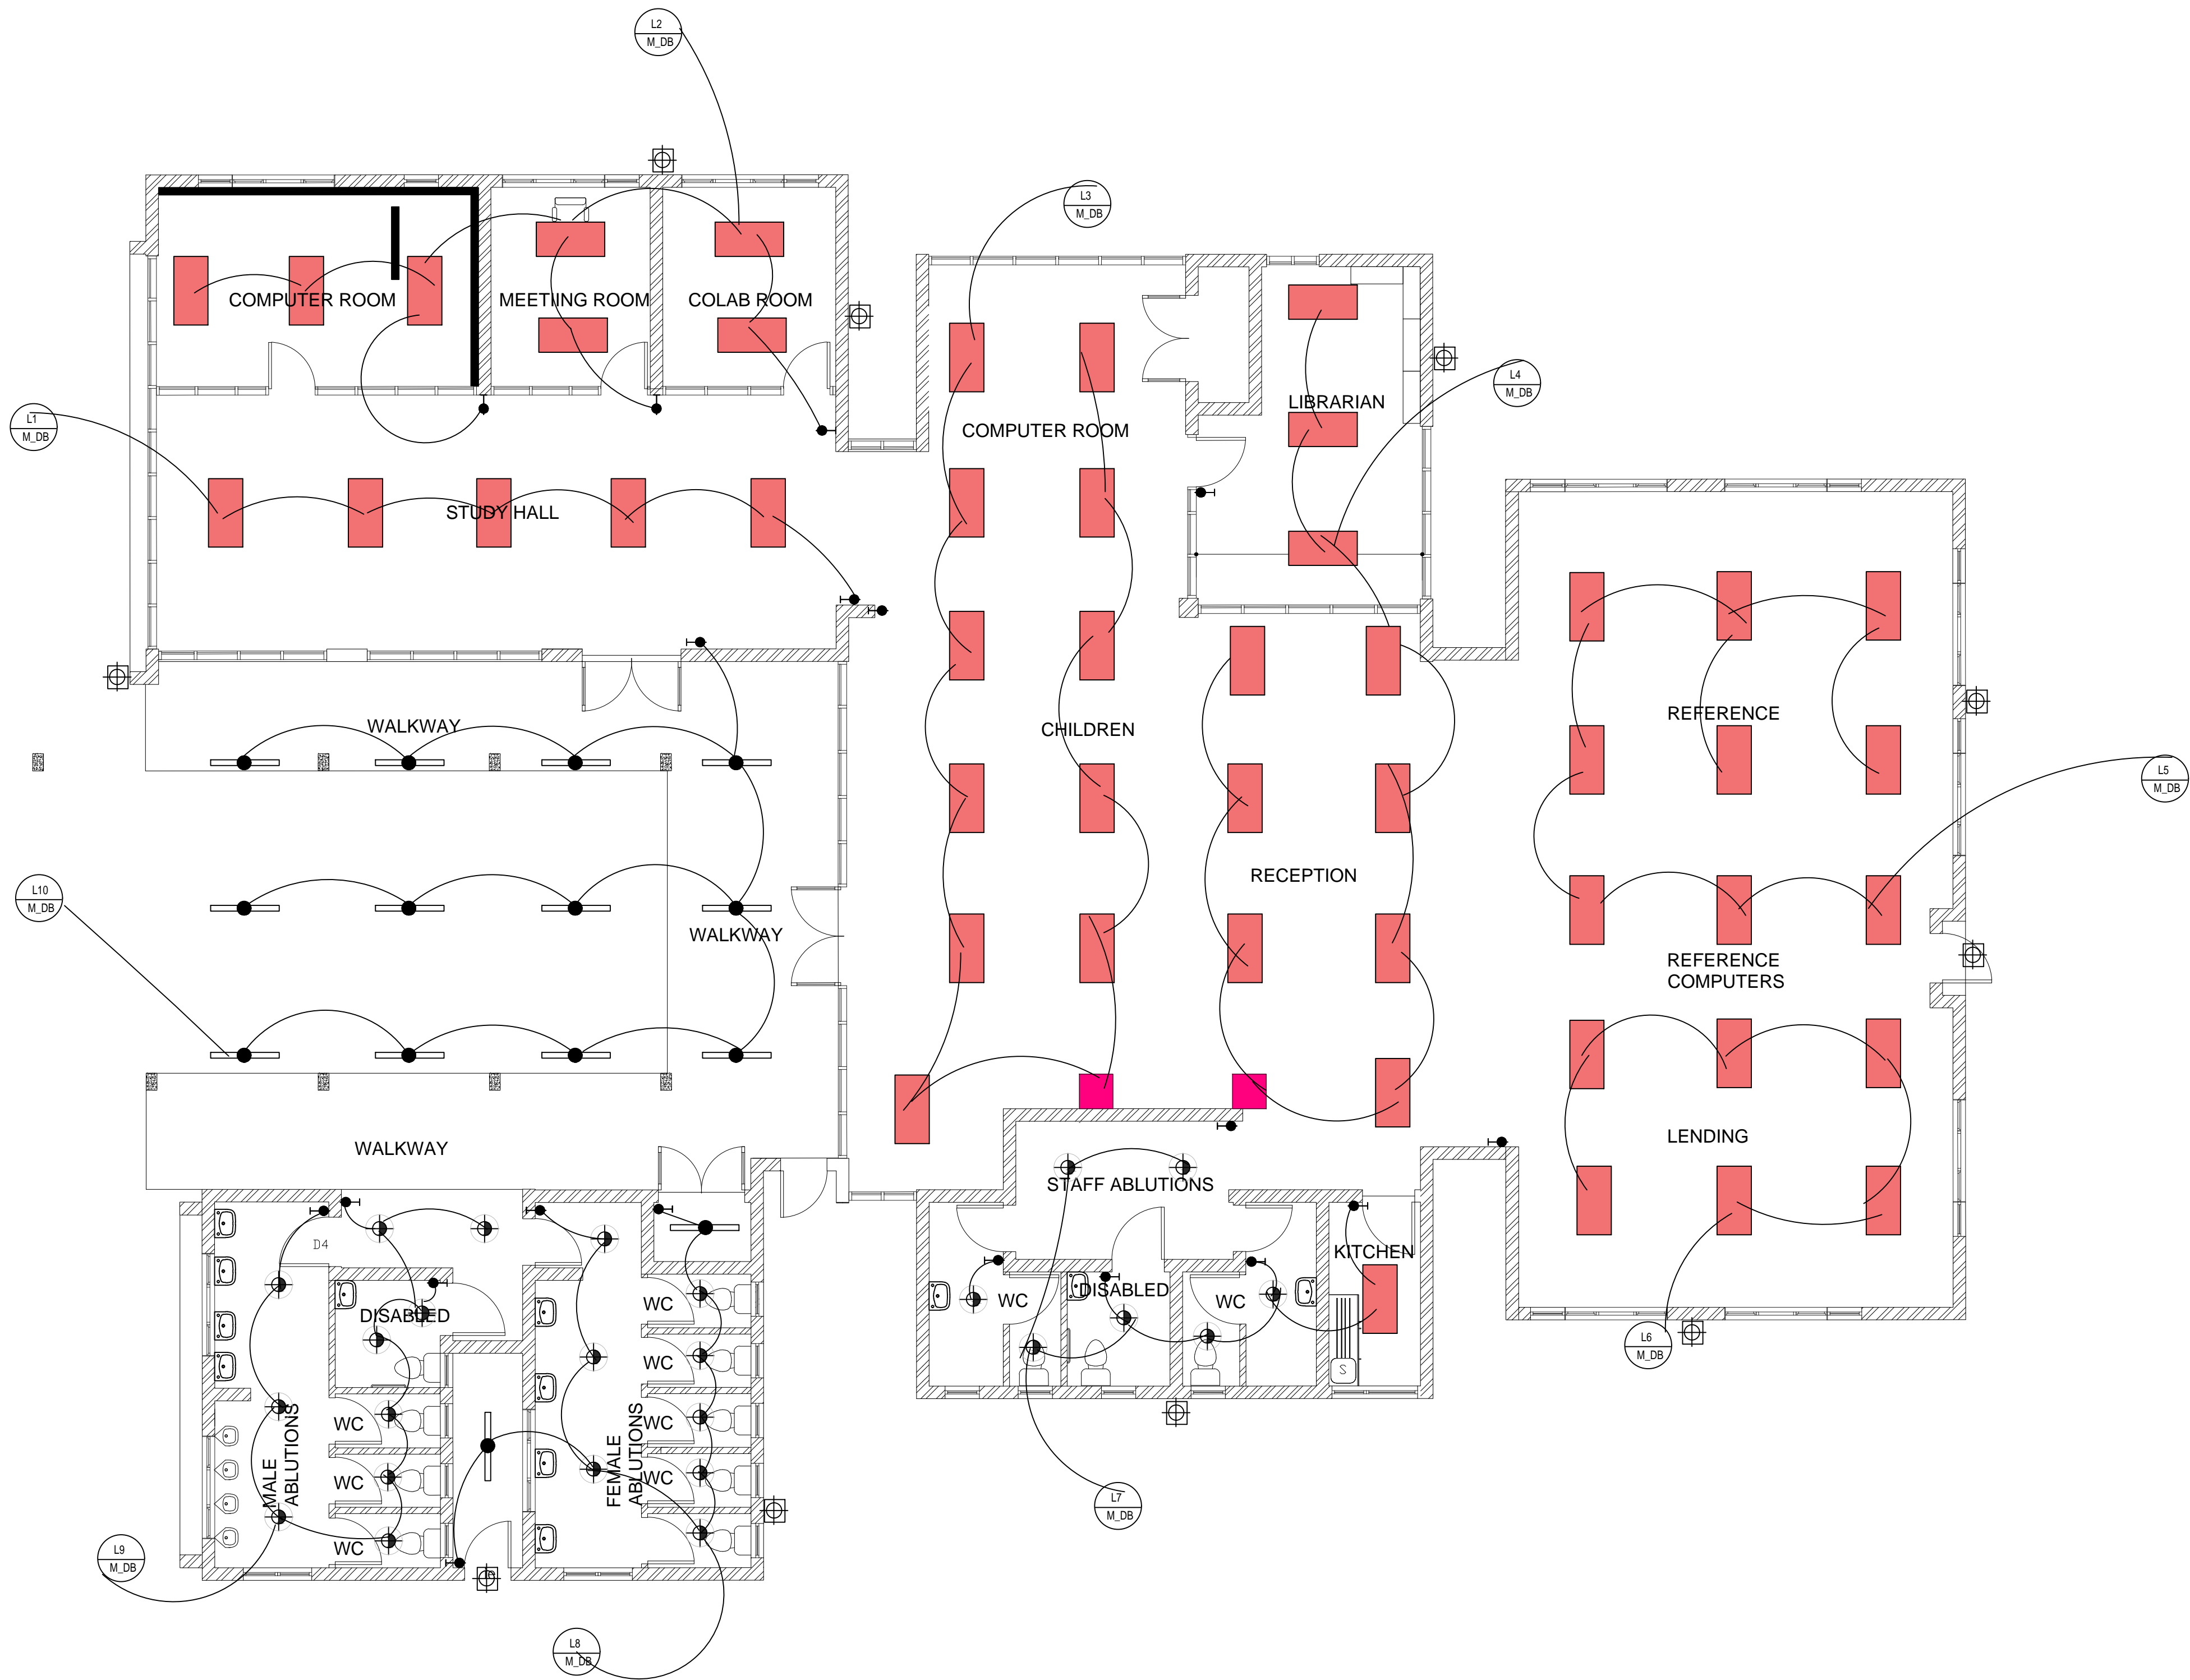 L2
M_DB
L3
M_DB
COMPUTER ROOM
MEETIING ROOM
COLAB ROOM
L4
M_DB
LIBRARIAN
L1
M_DB
COMPUTER ROOM
STUDY HALL
REFERENCE
WALKWAY
CHILDREN
L5
M_DB
RECEPTION
L10
M_DB
WALKWAY
REFERENCE
COMPUTERS
LENDING
WALKWAY
STAFF ABLUTIONS
D4
KITCHEN
DISABLED
WC
DISABLED
WC
WC
L6
M_DB
WC
S
WC
WC
MALE
ABLUTIONS
FEMALE
ABLUTIONS
WC
WC
WC
L7
M_DB
L9
M_DB
L8
M_DB